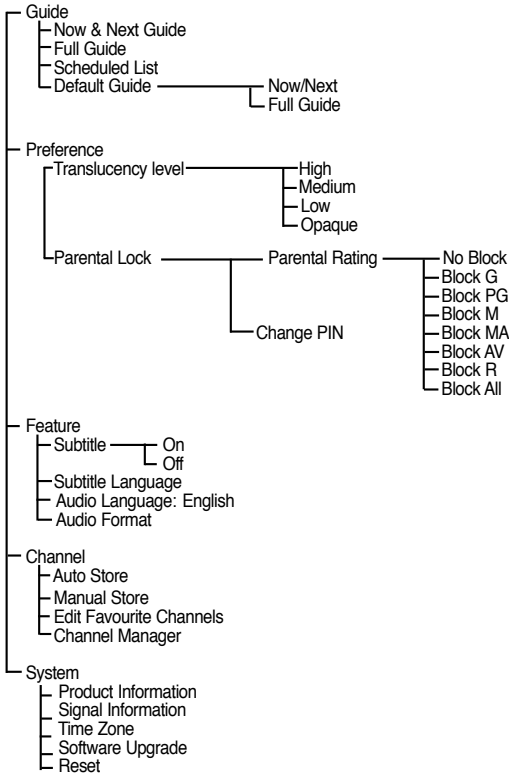 Guide
Now & Next Guide
Full Guide
Scheduled List
Default Guide Now/Next
Full Guide
Preference
Translucency level High
Medium
Low
Opaque
Parental Lock Parental Rating No Block
Block G
Block PG
Block M
Change PIN Block MA
Block AV
Block R
Block All
Feature
Subtitle On
Off
Subtitle Language
Audio Language: English
Audio Format
Channel
Auto Store
Manual Store
Edit Favourite Channels
Channel Manager
System
Product Information
Signal Information
Time Zone
Software Upgrade
Reset